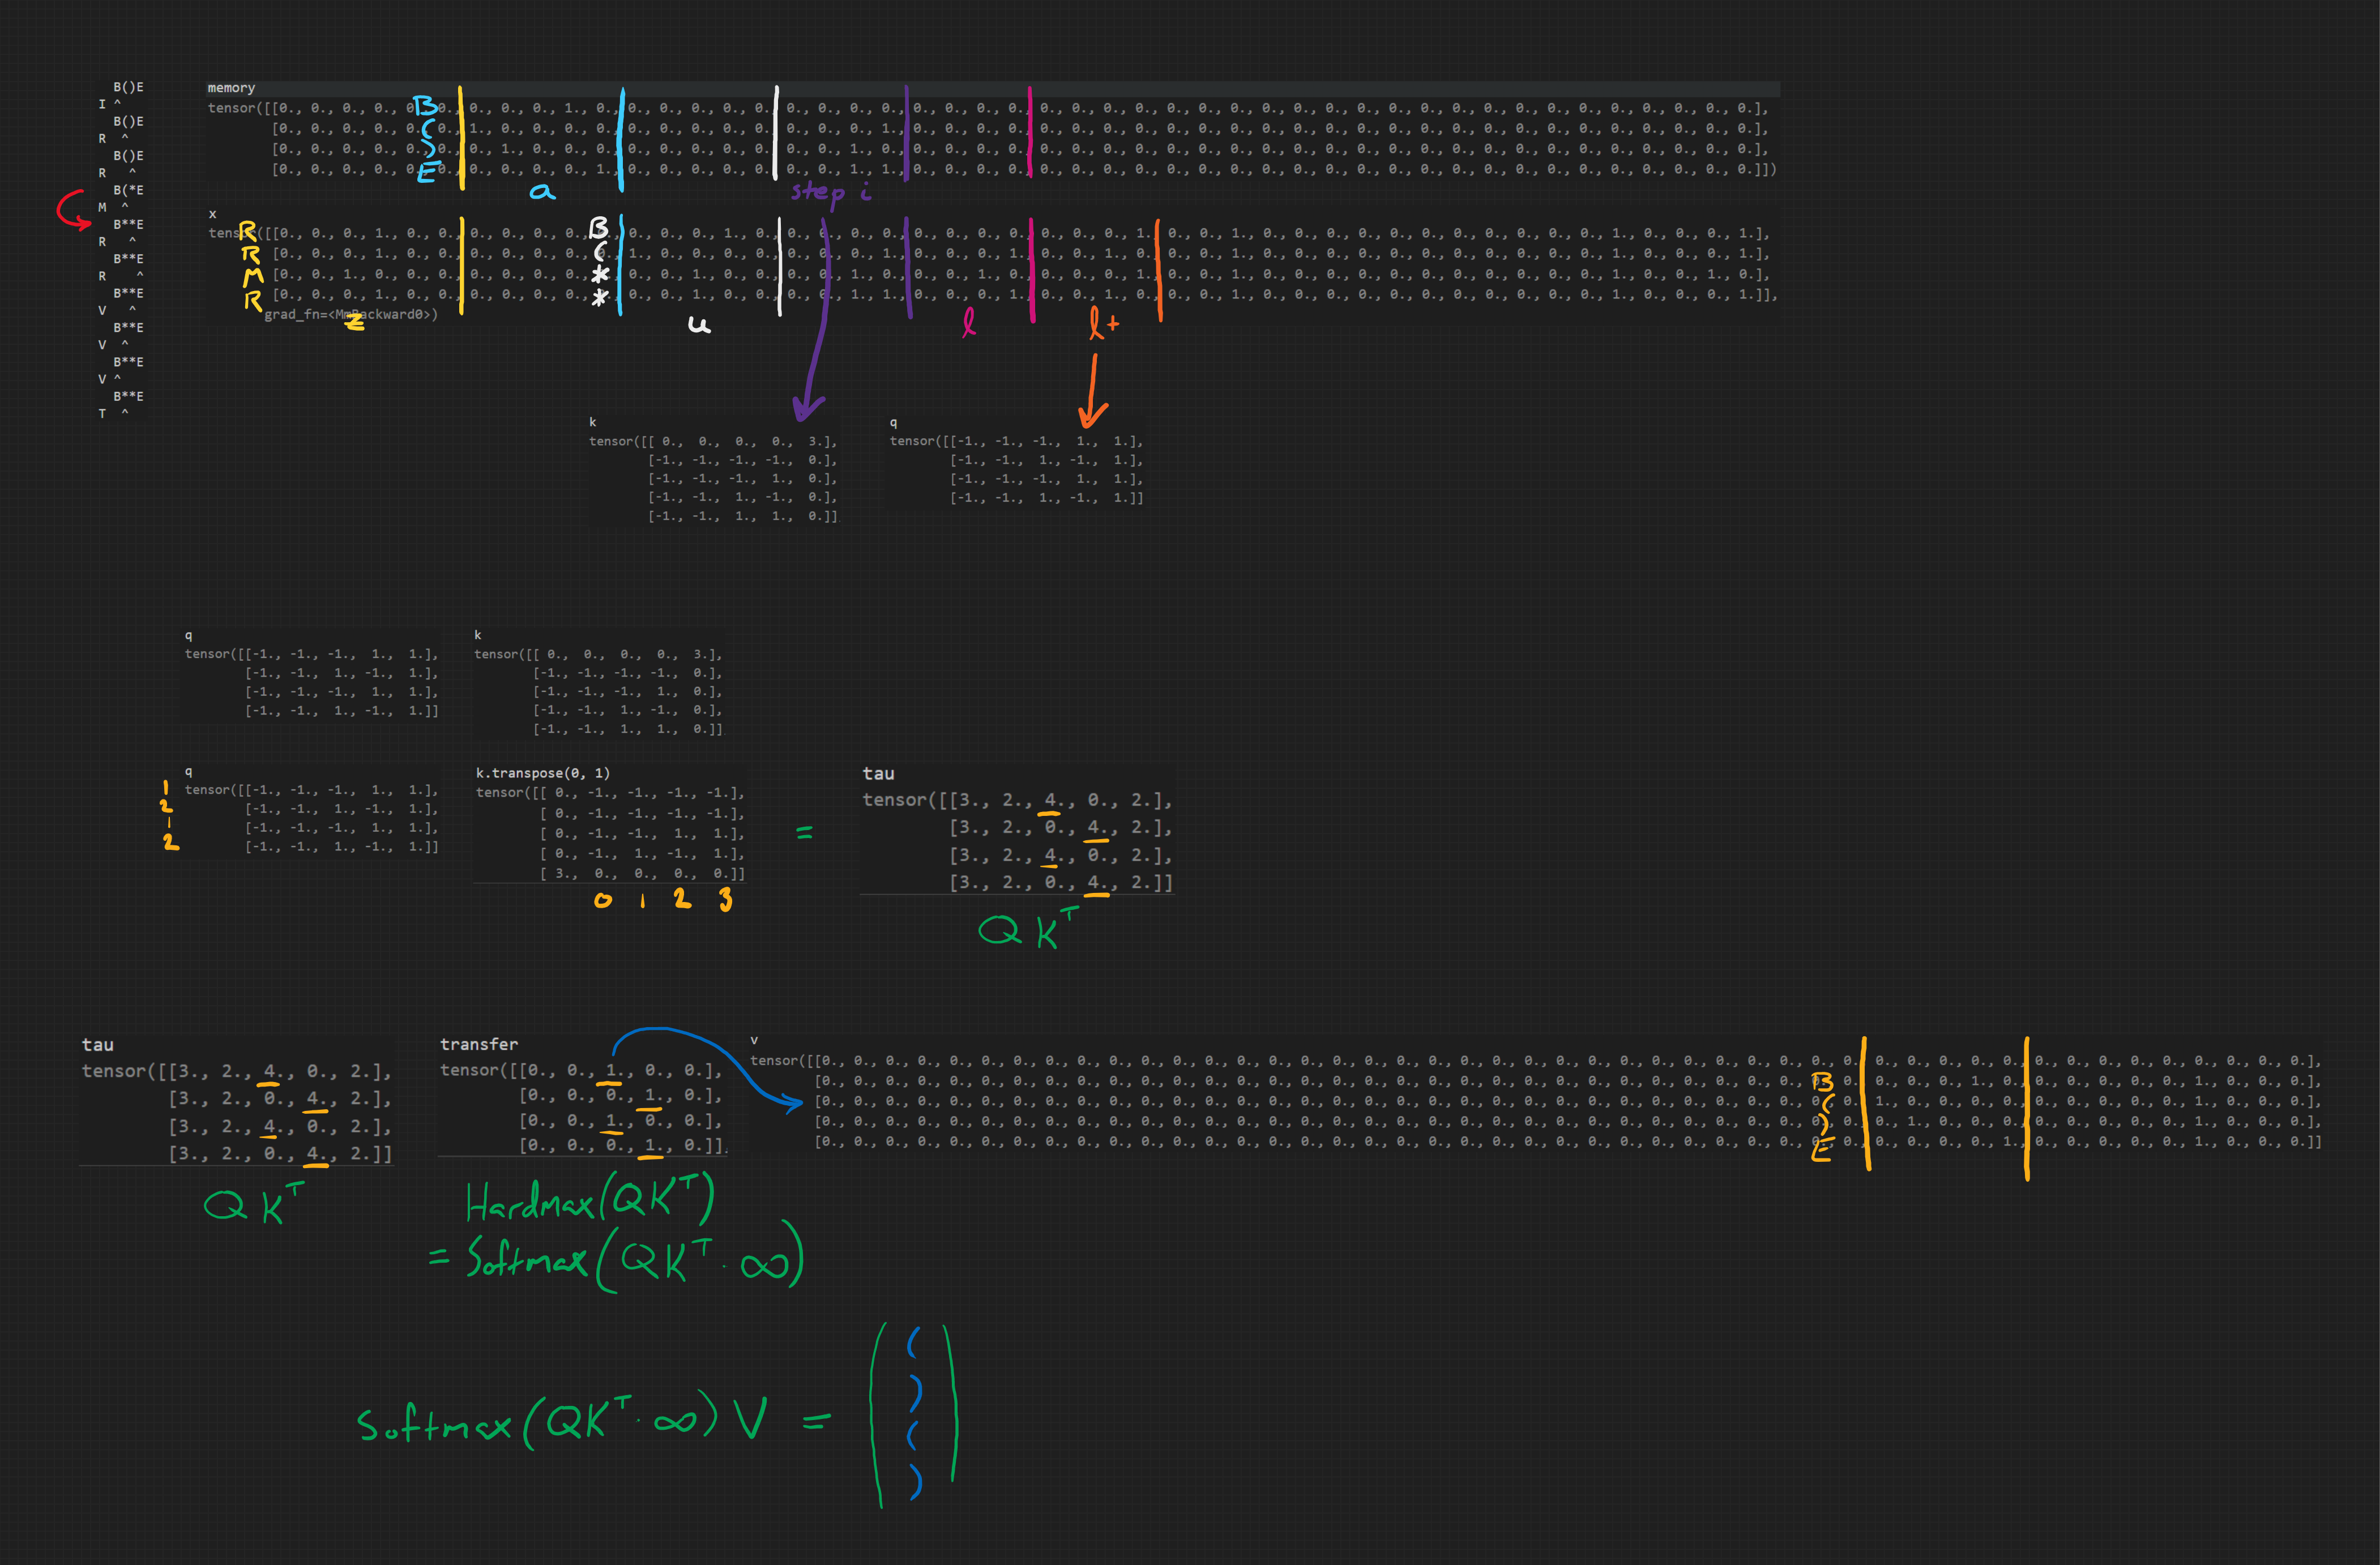 B()E
I ^
B()E
R  ^
B()E
R   ^
B(*E
M  ^
B**E
R   ^
B**E
R    ^
B**E
V   ^
B**E
V  ^
B**E
V ^
B**E
T  ^
memory
tensor([[0., 0., 0., 0., 0., 0., 0., 0., 0., 1., 0., 0., 0., 0., 0., 0., 0., 0., 0., 0., 0., 0., 0., 0., 0., 0., 0., 0., 0., 0., 0., 0., 0., 0., 0., 0., 0., 0., 0., 0., 0., 0., 0., 0., 0., 0., 0.],
[0., 0., 0., 0., 0., 0., 1., 0., 0., 0., 0., 0., 0., 0., 0., 0., 0., 0., 0., 1., 0., 0., 0., 0., 0., 0., 0., 0., 0., 0., 0., 0., 0., 0., 0., 0., 0., 0., 0., 0., 0., 0., 0., 0., 0., 0., 0.],
[0., 0., 0., 0., 0., 0., 0., 1., 0., 0., 0., 0., 0., 0., 0., 0., 0., 0., 1., 0., 0., 0., 0., 0., 0., 0., 0., 0., 0., 0., 0., 0., 0., 0., 0., 0., 0., 0., 0., 0., 0., 0., 0., 0., 0., 0., 0.],
[0., 0., 0., 0., 0., 0., 0., 0., 0., 0., 1., 0., 0., 0., 0., 0., 0., 0., 1., 1., 0., 0., 0., 0., 0., 0., 0., 0., 0., 0., 0., 0., 0., 0., 0., 0., 0., 0., 0., 0., 0., 0., 0., 0., 0., 0., 0.]])
B
(
)
E
a
step i
x
tensor([[0., 0., 0., 1., 0., 0., 0., 0., 0., 0., 0., 0., 0., 0., 1., 0., 0., 0., 0., 0., 0., 0., 0., 0., 0., 0., 0., 1., 0., 0., 1., 0., 0., 0., 0., 0., 0., 0., 0., 0., 0., 0., 1., 0., 0., 0., 1.],
[0., 0., 0., 1., 0., 0., 0., 0., 0., 0., 0., 1., 0., 0., 0., 0., 0., 0., 0., 1., 0., 0., 0., 1., 0., 0., 1., 0., 0., 0., 1., 0., 0., 0., 0., 0., 0., 0., 0., 0., 0., 0., 1., 0., 0., 0., 1.],
[0., 0., 1., 0., 0., 0., 0., 0., 0., 0., 0., 0., 0., 1., 0., 0., 0., 0., 1., 0., 0., 0., 1., 0., 0., 0., 0., 1., 0., 0., 1., 0., 0., 0., 0., 0., 0., 0., 0., 0., 0., 0., 1., 0., 0., 1., 0.],
[0., 0., 0., 1., 0., 0., 0., 0., 0., 0., 0., 0., 0., 1., 0., 0., 0., 0., 1., 1., 0., 0., 0., 1., 0., 0., 1., 0., 0., 0., 1., 0., 0., 0., 0., 0., 0., 0., 0., 0., 0., 0., 1., 0., 0., 0., 1.]],
grad_fn=<MmBackward0>)
R
R
M
R
z
B
(
*
*
u
l
l+
k
tensor([[ 0., 0., 0., 0., 3.],
[-1., -1., -1., -1., 0.],
[-1., -1., -1., 1., 0.],
[-1., -1., 1., -1., 0.],
[-1., -1., 1., 1., 0.]]
q
tensor([[-1., -1., -1., 1., 1.],
[-1., -1., 1., -1., 1.],
[-1., -1., -1., 1., 1.],
[-1., -1., 1., -1., 1.]]
q
tensor([[-1., -1., -1., 1., 1.],
[-1., -1., 1., -1., 1.],
[-1., -1., -1., 1., 1.],
[-1., -1., 1., -1., 1.]]
k
tensor([[ 0., 0., 0., 0., 3.],
[-1., -1., -1., -1., 0.],
[-1., -1., -1., 1., 0.],
[-1., -1., 1., -1., 0.],
[-1., -1., 1., 1., 0.]]
q
1
2
1
2
tensor([[-1., -1., -1., 1., 1.],
[-1., -1., 1., -1., 1.],
[-1., -1., -1., 1., 1.],
[-1., -1., 1., -1., 1.]]
k.transpose(0, 1)
tensor([[ 0., -1., -1., -1., -1.],
[ 0., -1., -1., -1., -1.],
[ 0., -1., -1., 1., 1.],
[ 0., -1., 1., -1., 1.],
[ 3., 0., 0., 0., 0.]]
0 1 2 3
=
tau
tensor([[3., 2., 4., 0., 2.],
[3., 2., 0., 4., 2.],
[3., 2., 4., 0., 2.],
[3., 2., 0., 4., 2.]]
QK^T
tau
tensor([[3., 2., 4., 0., 2.],
[3., 2., 0., 4., 2.],
[3., 2., 4., 0., 2.],
[3., 2., 0., 4., 2.]]
QK^T
transfer
tensor([[0., 0., 1., 0., 0.],
[0., 0., 0., 1., 0.],
[0., 0., 1., 0., 0.],
[0., 0., 0., 1., 0.]]
Hardmax(QK^T)
= Softmax(QK^T · ∞)
v
tensor([[0., 0., 0., 0., 0., 0., 0., 0., 0., 0., 0., 0., 0., 0., 0., 0., 0., 0., 0., 0., 0., 0., 0., 0., 0., 0., 0., 0., 0., 0., 0., 0., 0., 0., 0., 0., 0., 0., 0., 0., 0., 0., 0., 0., 0., 0., 0.],
[0., 0., 0., 0., 0., 0., 0., 0., 0., 0., 0., 0., 0., 0., 0., 0., 0., 0., 0., 0., 0., 0., 0., 0., 0., 0., 0., 0., 0., 0., 0., 0., 0., 0., 0., 0., 1., 0., 0., 0., 0., 0., 0., 1., 0., 0.],
[0., 0., 0., 0., 0., 0., 0., 0., 0., 0., 0., 0., 0., 0., 0., 0., 0., 0., 0., 0., 0., 0., 0., 0., 0., 0., 0., 0., 0., 0., 0., 0., 0., 1., 0., 0., 0., 0., 0., 0., 0., 0., 0., 1., 0., 0.],
[0., 0., 0., 0., 0., 0., 0., 0., 0., 0., 0., 0., 0., 0., 0., 0., 0., 0., 0., 0., 0., 0., 0., 0., 0., 0., 0., 0., 0., 0., 0., 0., 0., 0., 1., 0., 0., 0., 0., 0., 0., 0., 0., 1., 0., 0.],
[0., 0., 0., 0., 0., 0., 0., 0., 0., 0., 0., 0., 0., 0., 0., 0., 0., 0., 0., 0., 0., 0., 0., 0., 0., 0., 0., 0., 0., 0., 0., 0., 0., 0., 0., 0., 0., 1., 0., 0., 0., 0., 0., 1., 0., 0.]]
B
(
)
E
Softmax(QK^T · ∞)V =
(
)
(
)